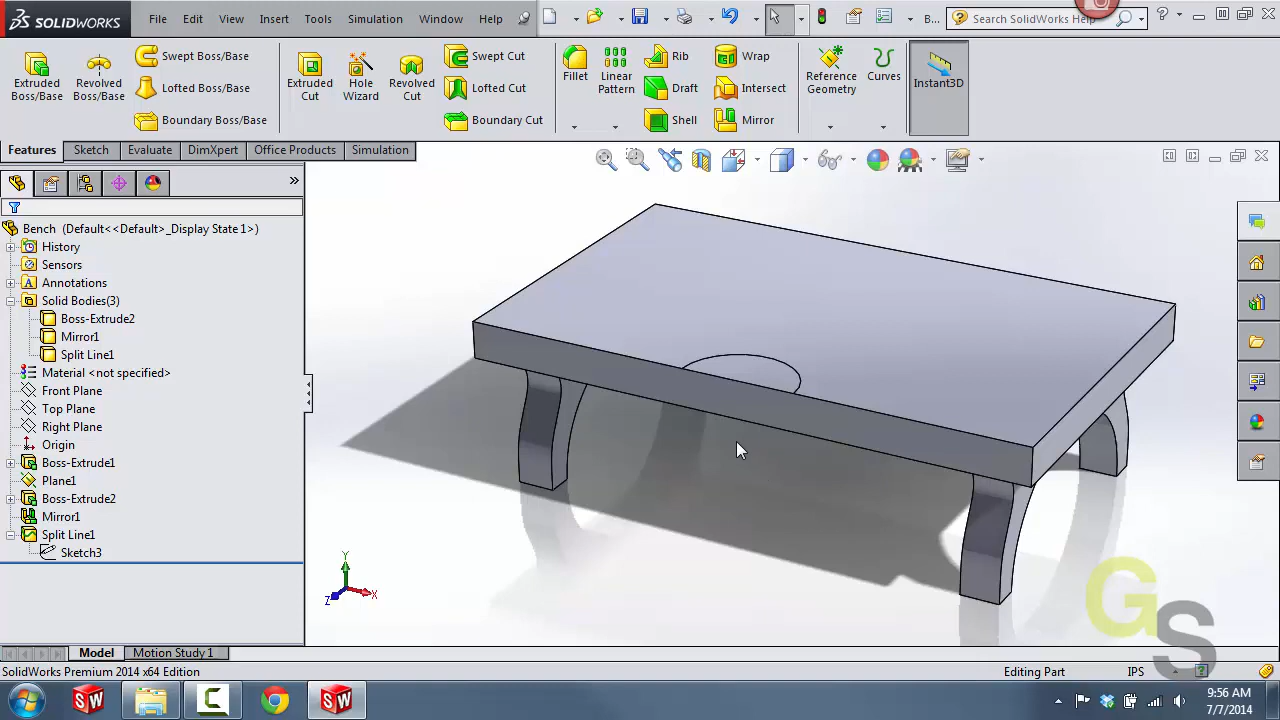 SOLIDWORKS File Edit View Insert Tools Simulation Window Help B... Search SolidWorks Help
Extruded Boss/Base
Revolved Boss/Base
Swept Boss/Base
Lofted Boss/Base
Boundary Boss/Base
Extruded Cut
Hole Wizard
Revolved Cut
Swept Cut
Lofted Cut
Boundary Cut
Fillet
Linear Pattern
Rib
Draft
Shell
Wrap
Intersect
Mirror
Reference Geometry
Curves
Instant3D
Features Sketch Evaluate DimXpert Office Products Simulation
Bench (Default<<Default>_Display State 1>)
History
Sensors
Annotations
Solid Bodies(3)
Boss-Extrude2
Mirror1
Split Line1
Material <not specified>
Front Plane
Top Plane
Right Plane
Origin
Boss-Extrude1
Plane1
Boss-Extrude2
Mirror1
Split Line1
Sketch3
Y
X
Z
GS
Model Motion Study 1
SolidWorks Premium 2014 x64 Edition Editing Part IPS
9:56 AM
7/7/2014